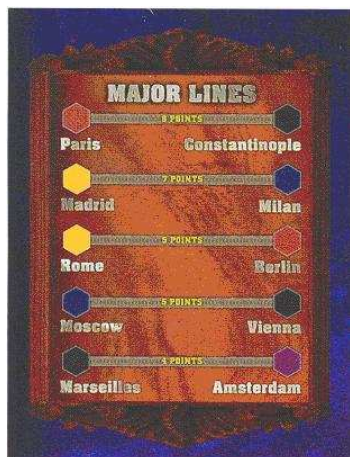 MAJOR LINES
8 POINTS
Paris Constantinople
7 POINTS
Madrid Milan
5 POINTS
Rome Berlin
5 POINTS
Moscow Vienna
4 POINTS
Marseilles Amsterdam